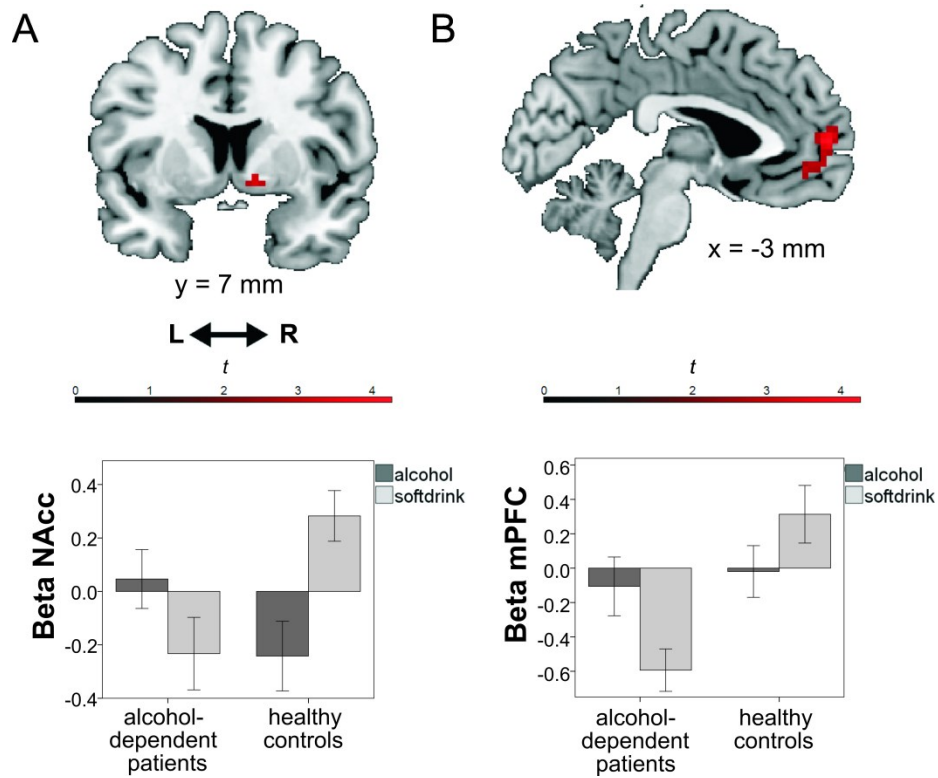 A
y = 7 mm
L R
t
0 1 2 3 4
Beta NAcc
0.4
0.2
0.0
-0.2
-0.4
alcohol
softdrink
alcohol-
dependent
patients
healthy
controls
B
x = -3 mm
t
0 1 2 3 4
Beta mPFC
0.6
0.4
0.2
0.0
-0.2
-0.4
-0.6
alcohol
softdrink
alcohol-
dependent
patients
healthy
controls